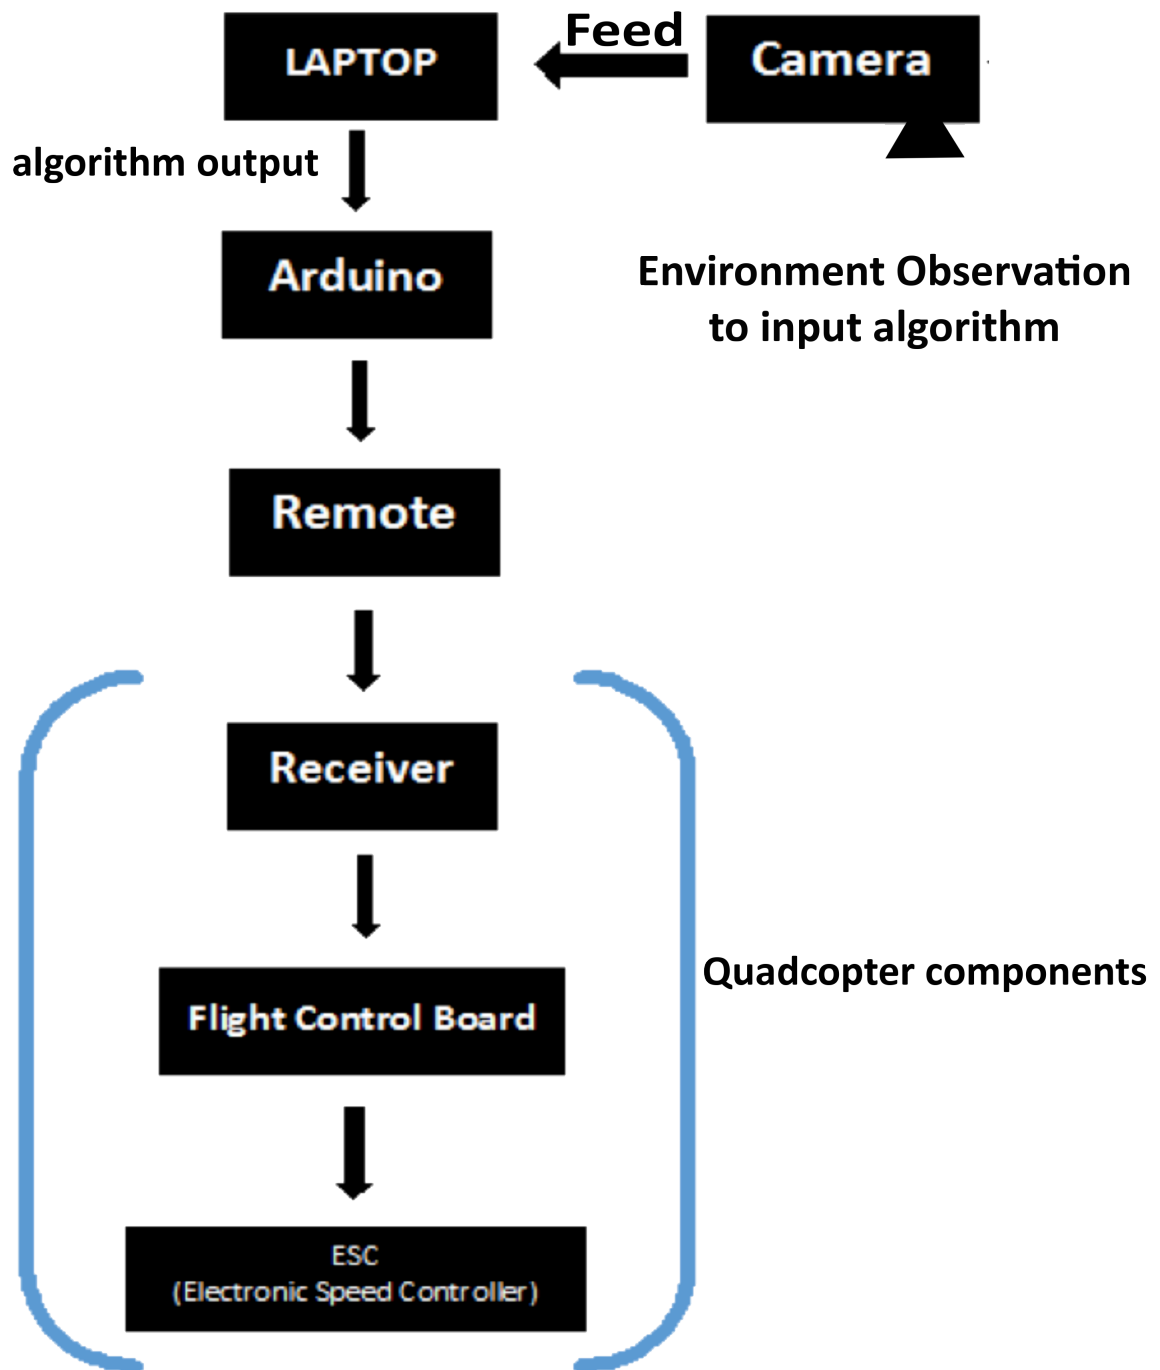 LAPTOP
Feed
Camera
algorithm output
Arduino
Environment Observation
to input algorithm
Remote
Receiver
Quadcopter components
Flight Control Board
ESC
(Electronic Speed Controller)